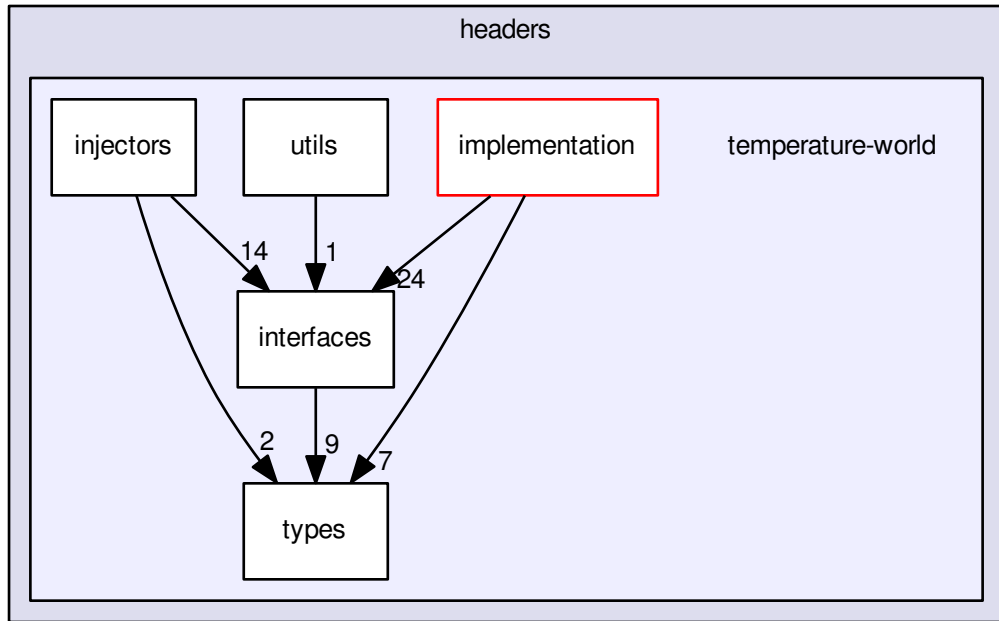 headers
injectors
utils
implementation
temperature-world
14
1
24
interfaces
2
9
7
types